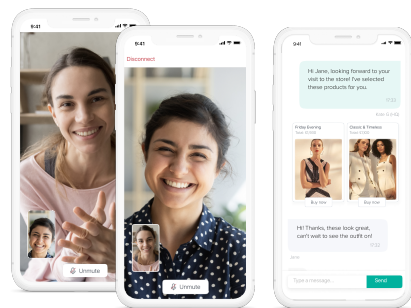 9:41
Unmute
9:41
Disconnect
Unmute
9:41
Hi Jane, looking forward to your
visit to the store! I've selected
these products for you.
Friday Evening
Classic & Timeless
Buy now
Buy now
Hi! Thanks, these look great,
can't wait to see the outfit on!
Jane
Type a message...
Send